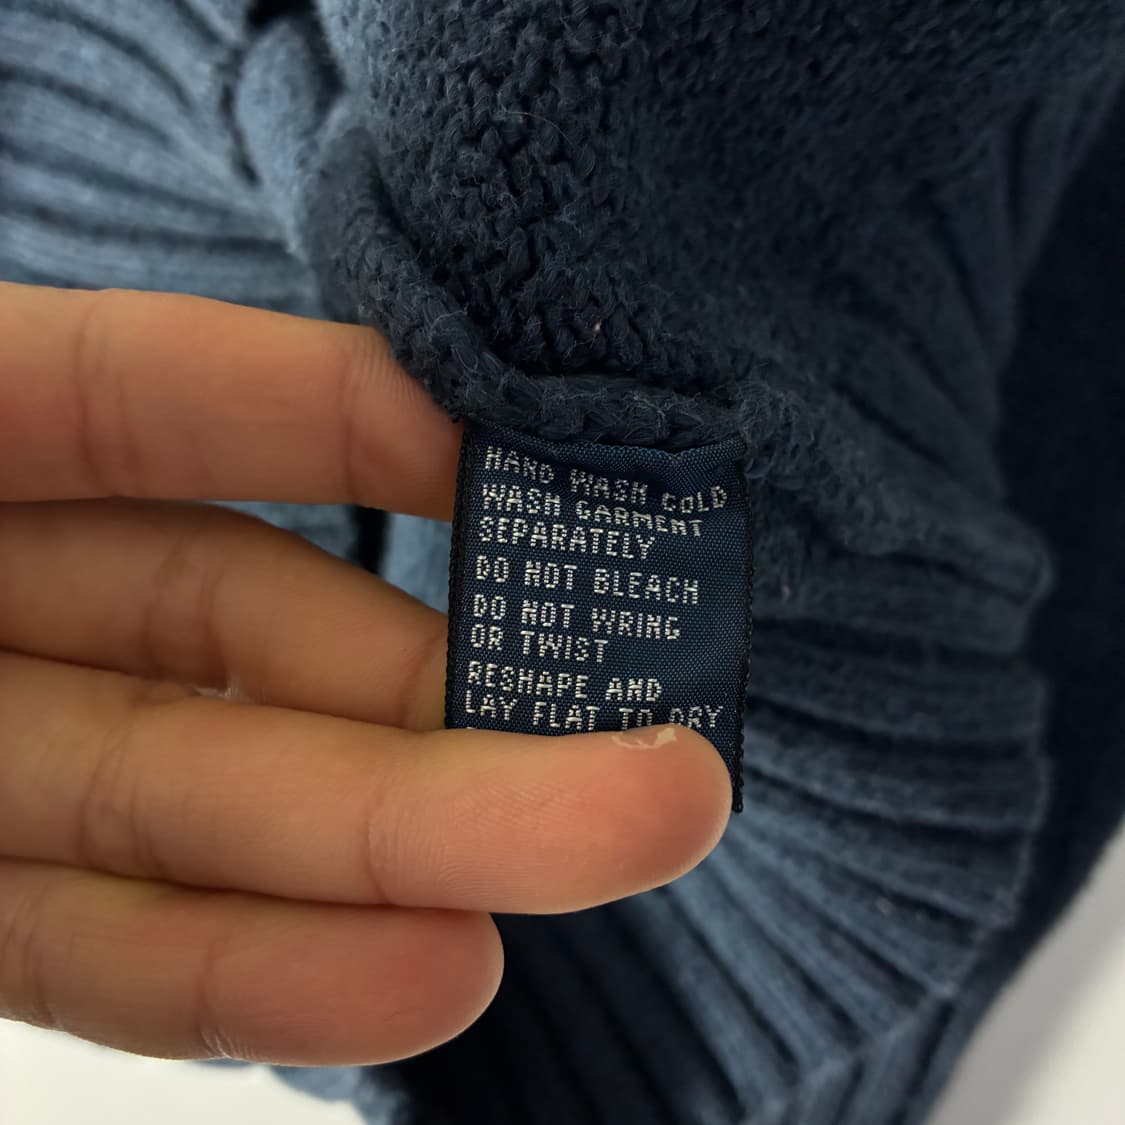 HAND WASH COLD
WASH GARMENT
SEPARATELY
DO NOT BLEACH
DO NOT WRING
OR TWIST
RESHAPE AND
LAY FLAT TO DRY